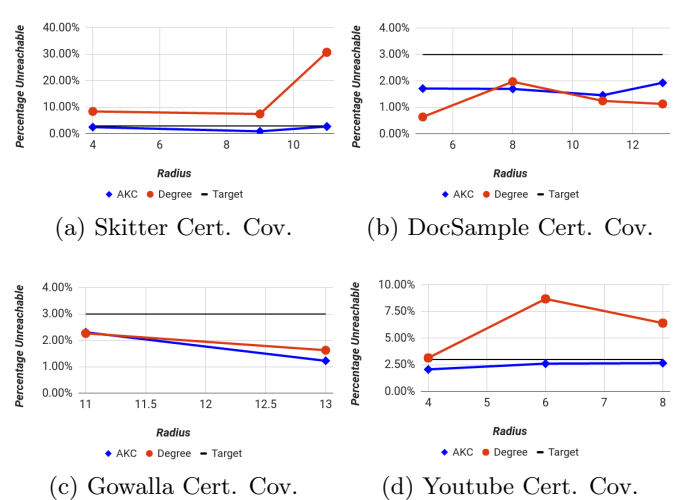 Percentage Unreachable
40.00%
30.00%
20.00%
10.00%
0.00%
4 6 8 10
Radius
AKC Degree Target
(a) Skitter Cert. Cov.
Percentage Unreachable
4.00%
3.00%
2.00%
1.00%
0.00%
6 8 10 12
Radius
AKC Degree Target
(b) DocSample Cert. Cov.
Percentage Unreachable
4.00%
3.00%
2.00%
1.00%
0.00%
11 11.5 12 12.5 13
Radius
AKC Degree Target
(c) Gowalla Cert. Cov.
Percentage Unreachable
10.00%
7.50%
5.00%
2.50%
0.00%
4 5 6 7 8
Radius
AKC Degree Target
(d) Youtube Cert. Cov.